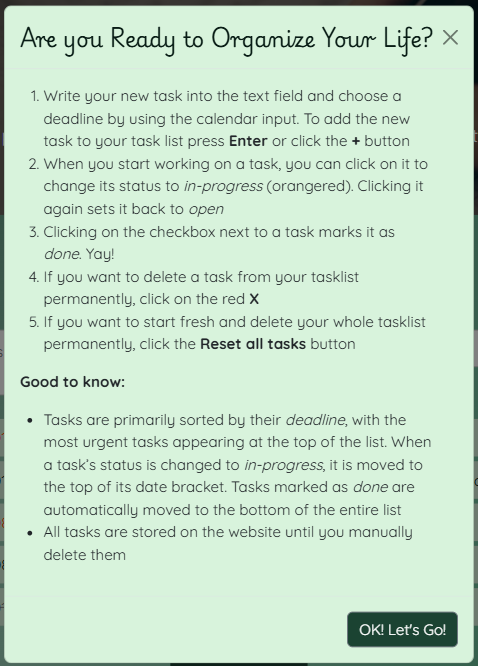 Are you Ready to Organize Your Life?
1. Write your new task into the text field and choose a
deadline by using the calendar input. To add the new
task to your task list press Enter or click the + button
2. When you start working on a task, you can click on it to
change its status to in-progress (orangered). Clicking it
again sets it back to open
3. Clicking on the checkbox next to a task marks it as
done. Yay!
4. If you want to delete a task from your tasklist
permanently, click on the red X
5. If you want to start fresh and delete your whole tasklist
permanently, click the Reset all tasks button
Good to know:
• Tasks are primarily sorted by their deadline, with the
most urgent tasks appearing at the top of the list. When
a task's status is changed to in-progress, it is moved to
the top of its date bracket. Tasks marked as done are
automatically moved to the bottom of the entire list
• All tasks are stored on the website until you manually
delete them
OK! Let's Go!